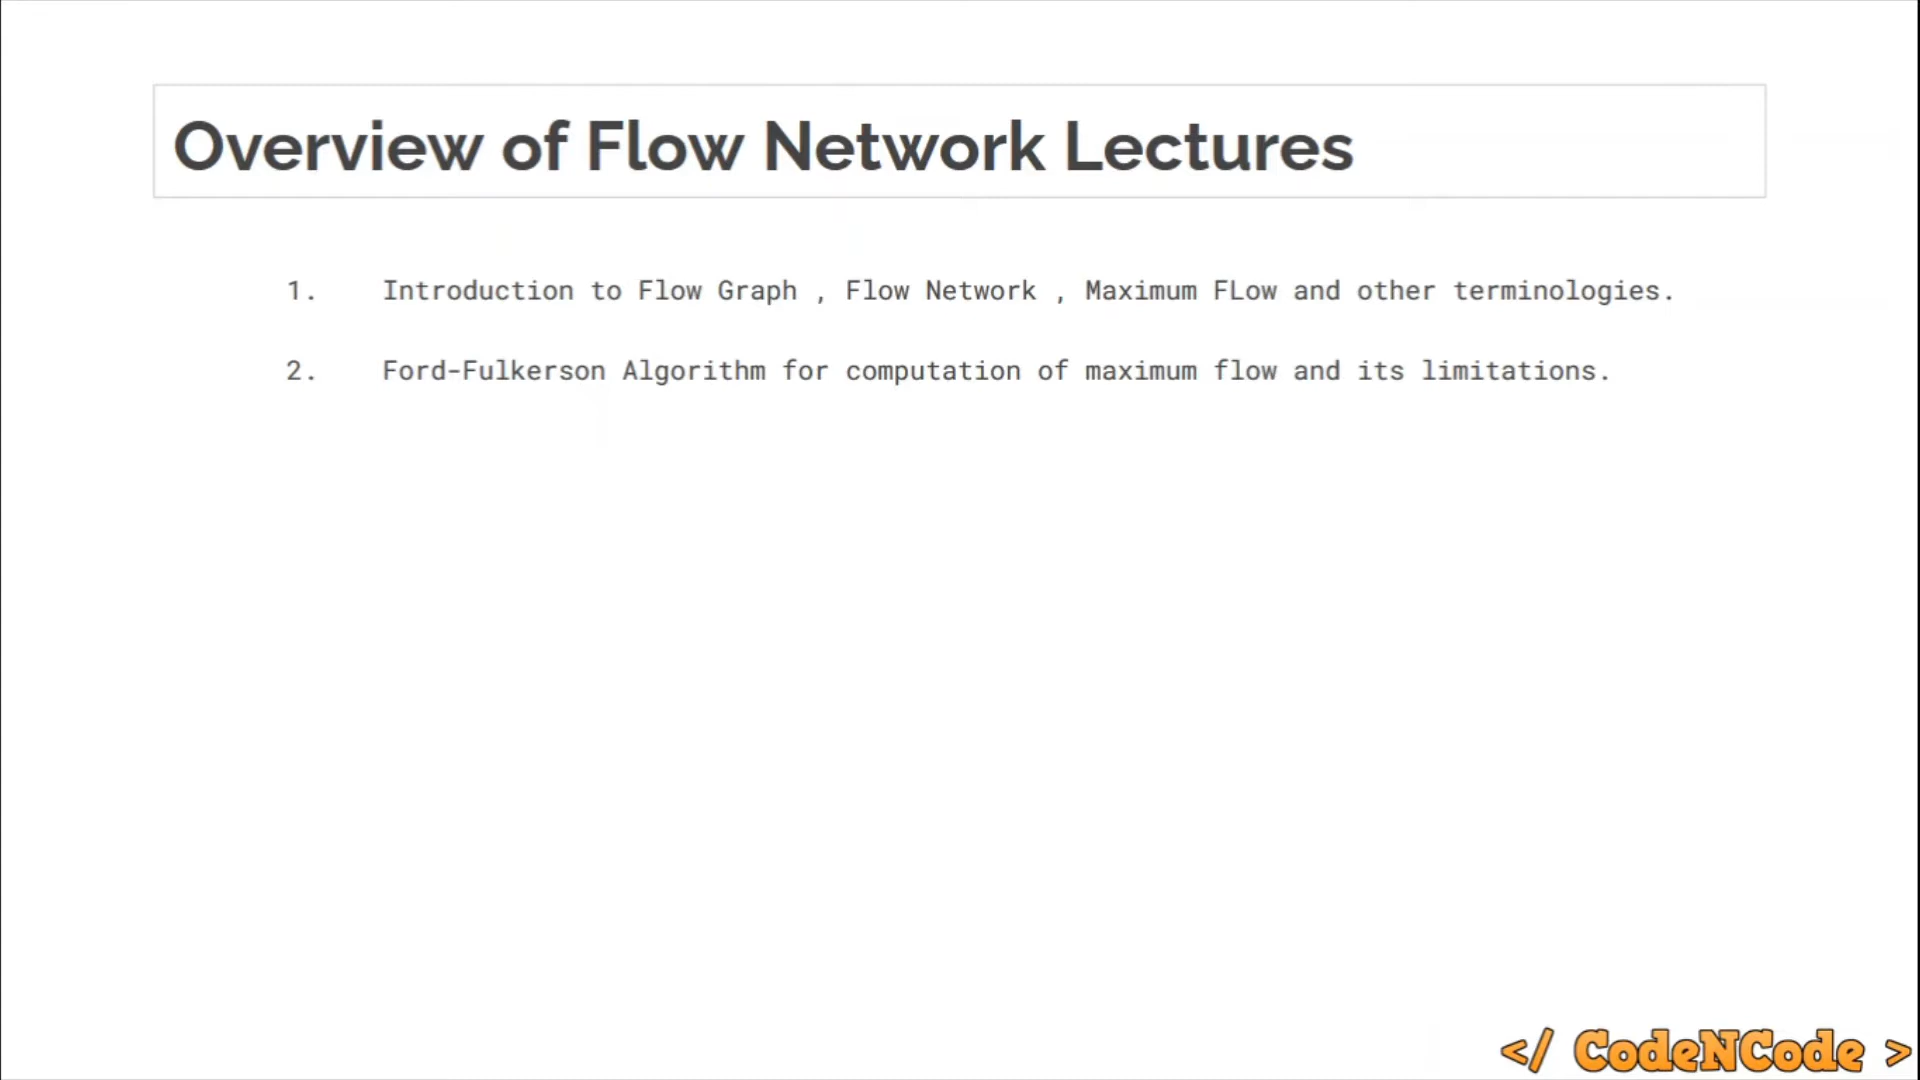 Overview of Flow Network Lectures
1. Introduction to Flow Graph , Flow Network , Maximum FLow and other terminologies.
2. Ford-Fulkerson Algorithm for computation of maximum flow and its limitations.
</ CodeNCode >